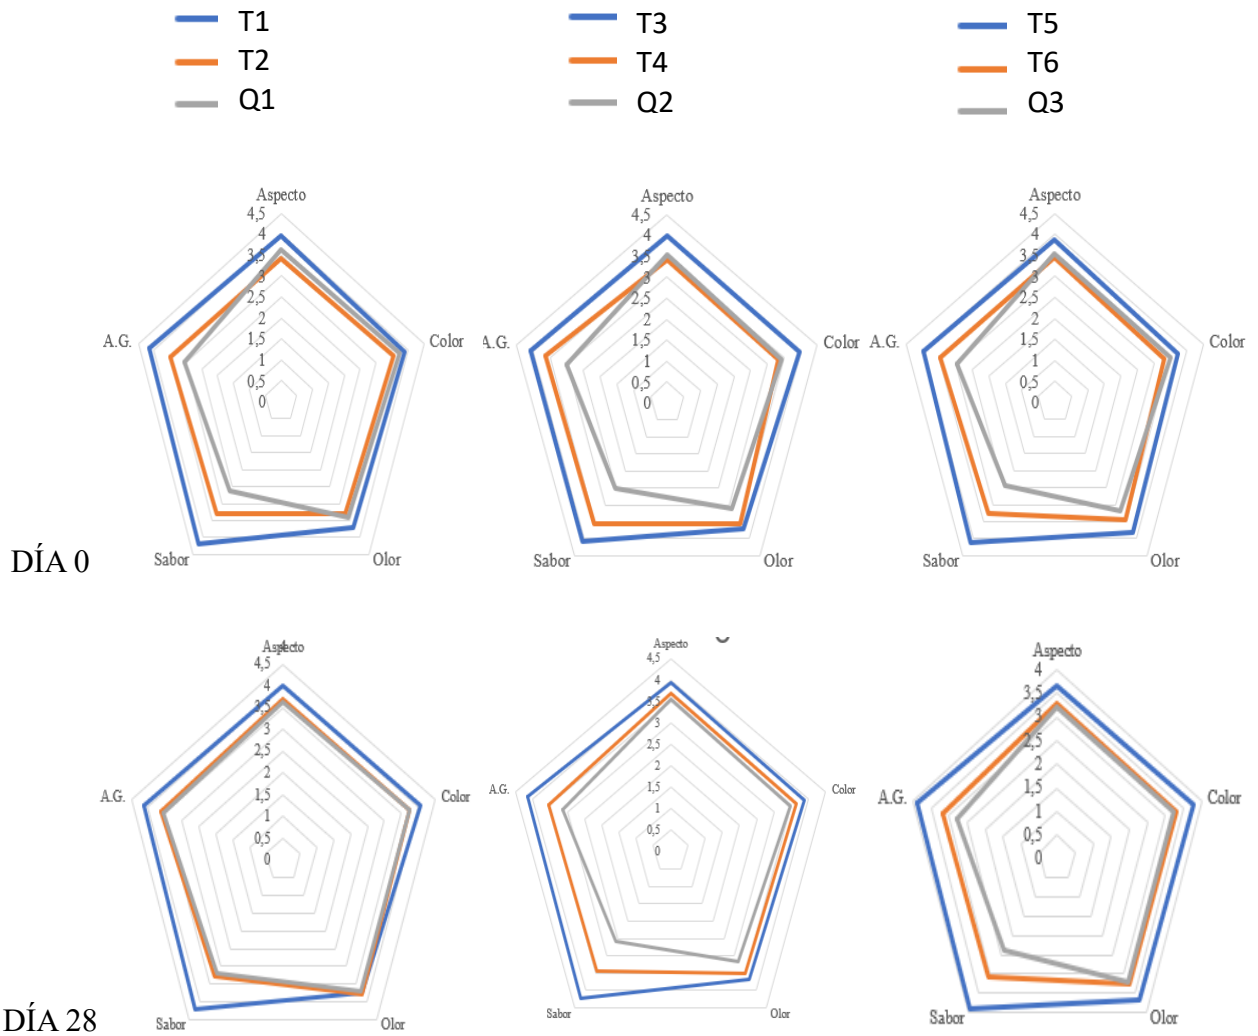 T1
T2
Q1
T3
T4
Q2
T5
T6
Q3
Aspecto
4,5
4
3,5
3
2,5
2
1,5
1
0,5
0
Color
Olor
Sabor
A.G.
Aspecto
4,5
4
3,5
3
2,5
2
1,5
1
0,5
0
Color
Olor
Sabor
A.G.
Aspecto
4,5
4
3,5
3
2,5
2
1,5
1
0,5
0
Color
Olor
Sabor
A.G.
DÍA 0
Aspecto
4,5
4
3,5
3
2,5
2
1,5
1
0,5
0
Color
Olor
Sabor
A.G.
Aspecto
4,5
4
3,5
3
2,5
2
1,5
1
0,5
0
Color
Olor
Sabor
A.G.
Aspecto
4
3,5
3
2,5
2
1,5
1
0,5
0
Color
Olor
Sabor
A.G.
DÍA 28